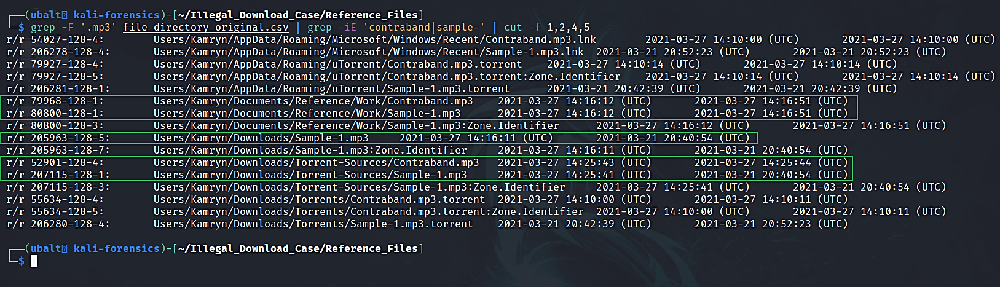 ┌──(ubalt㉿ kali-forensics)-[~/Illegal_Download_Case/Reference_Files]
└─$ grep -F '.mp3' file_directory_original.csv | grep -iE 'contraband|sample-' | cut -f 1,2,4,5
r/r 54027-128-4: Users/Kamryn/AppData/Roaming/Microsoft/Windows/Recent/Contraband.mp3.lnk 2021-03-27 14:10:00 (UTC) 2021-03-27 14:10:00 (UTC)
r/r 206278-128-4: Users/Kamryn/AppData/Roaming/Microsoft/Windows/Recent/Sample-1.mp3.lnk 2021-03-21 20:52:23 (UTC) 2021-03-21 20:52:23 (UTC)
r/r 79927-128-4: Users/Kamryn/AppData/Roaming/uTorrent/Contraband.mp3.torrent 2021-03-27 14:10:14 (UTC) 2021-03-27 14:10:14 (UTC)
r/r 79927-128-5: Users/Kamryn/AppData/Roaming/uTorrent/Contraband.mp3.torrent:Zone.Identifier 2021-03-27 14:10:14 (UTC) 2021-03-27 14:10:14 (UTC)
r/r 206281-128-1: Users/Kamryn/AppData/Roaming/uTorrent/Sample-1.mp3.torrent 2021-03-21 20:42:39 (UTC) 2021-03-21 20:42:39 (UTC)
r/r 79968-128-1: Users/Kamryn/Documents/Reference/Work/Contraband.mp3 2021-03-27 14:16:12 (UTC) 2021-03-27 14:16:51 (UTC)
r/r 80800-128-1: Users/Kamryn/Documents/Reference/Work/Sample-1.mp3 2021-03-27 14:16:12 (UTC) 2021-03-27 14:16:51 (UTC)
r/r 80800-128-3: Users/Kamryn/Documents/Reference/Work/Sample-1.mp3:Zone.Identifier 2021-03-27 14:16:12 (UTC) 2021-03-27 14:16:51 (UTC)
r/r 205963-128-5: Users/Kamryn/Downloads/Sample-1.mp3 2021-03-27 14:16:11 (UTC) 2021-03-21 20:40:54 (UTC)
r/r 205963-128-7: Users/Kamryn/Downloads/Sample-1.mp3:Zone.Identifier 2021-03-27 14:16:11 (UTC) 2021-03-21 20:40:54 (UTC)
r/r 52901-128-4: Users/Kamryn/Downloads/Torrent-Sources/Contraband.mp3 2021-03-27 14:25:43 (UTC) 2021-03-27 14:25:44 (UTC)
r/r 207115-128-1: Users/Kamryn/Downloads/Torrent-Sources/Sample-1.mp3 2021-03-27 14:25:41 (UTC) 2021-03-21 20:40:54 (UTC)
r/r 207115-128-3: Users/Kamryn/Downloads/Torrent-Sources/Sample-1.mp3:Zone.Identifier 2021-03-27 14:25:41 (UTC) 2021-03-21 20:40:54 (UTC)
r/r 55634-128-4: Users/Kamryn/Downloads/Torrents/Contraband.mp3.torrent 2021-03-27 14:10:00 (UTC) 2021-03-27 14:10:11 (UTC)
r/r 55634-128-5: Users/Kamryn/Downloads/Torrents/Contraband.mp3.torrent:Zone.Identifier 2021-03-27 14:10:00 (UTC) 2021-03-27 14:10:11 (UTC)
r/r 206280-128-4: Users/Kamryn/Downloads/Torrents/Sample-1.mp3.torrent 2021-03-21 20:42:39 (UTC) 2021-03-21 20:52:23 (UTC)
┌──(ubalt㉿ kali-forensics)-[~/Illegal_Download_Case/Reference_Files]
└─$